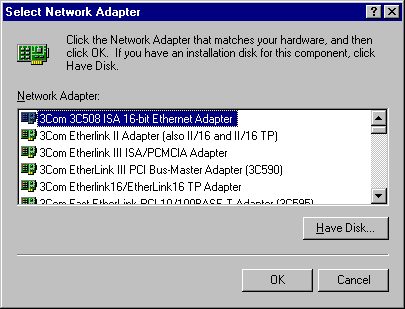 Select Network Adapter
Click the Network Adapter that matches your hardware, and then
click OK. If you have an installation disk for this component, click
Have Disk.
Network Adapter:
3Com 3C508 ISA 16-bit Ethernet Adapter
3Com Etherlink II Adapter (also II/16 and II/16 TP)
3Com Etherlink III ISA/PCMCIA Adapter
3Com EtherLink III PCI Bus-Master Adapter (3C590)
3Com Etherlink16/EtherLink16 TP Adapter
3Com Fast EtherLink PCI 10/100BASE-T Adapter (3C595)
Have Disk...
OK
Cancel